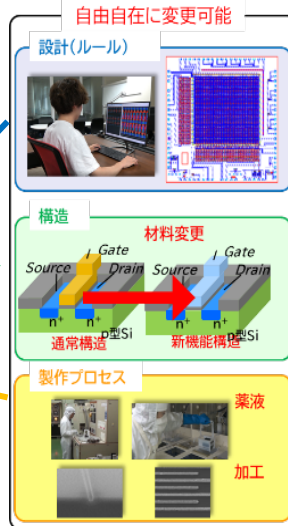 自由自在に変更可能
設計(ルール)
構造
材料変更
Gate
Gate
Source
Drain
Source
Drain
n⁺
n⁺
n⁺
n⁺
p型Si
p型Si
通常構造
新機能構造
製作プロセス
薬液
加工